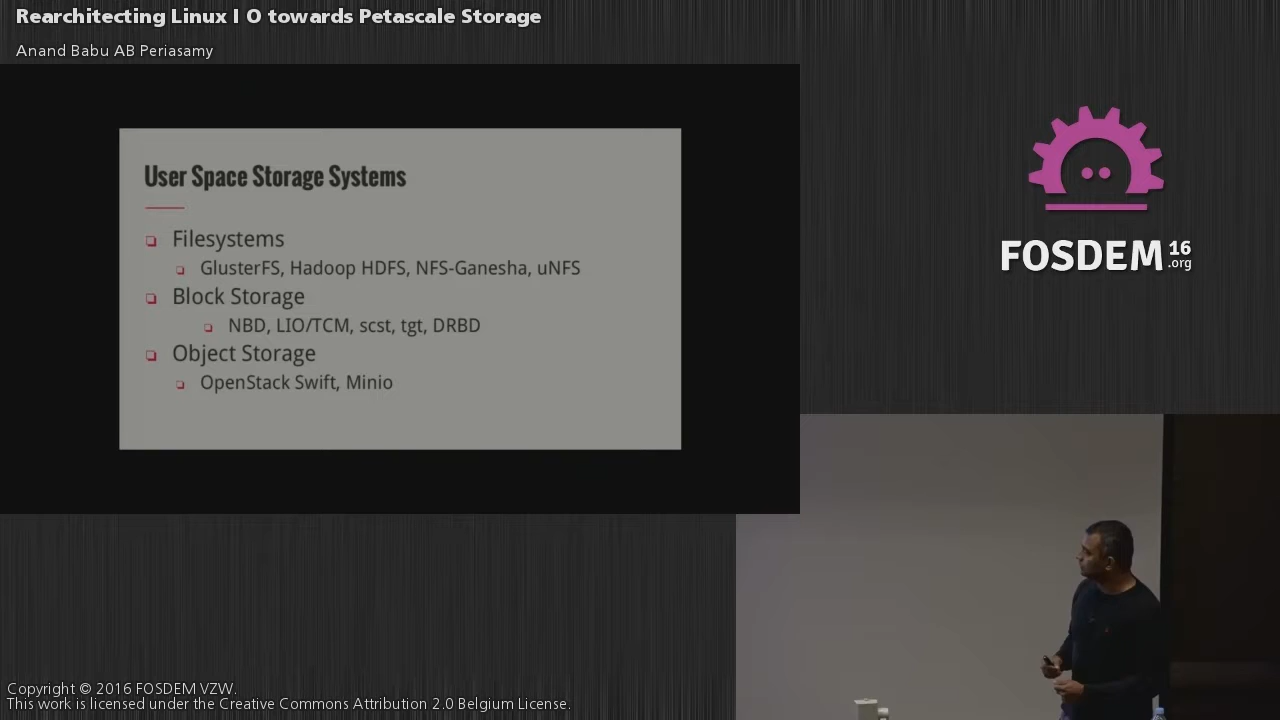 Rearchitecting Linux I O towards Petascale Storage
Anand Babu AB Periasamy
User Space Storage Systems
Filesystems
GlusterFS, Hadoop HDFS, NFS-Ganesha, uNFS
Block Storage
NBD, LIO/TCM, scst, tgt, DRBD
Object Storage
OpenStack Swift, Minio
FOSDEM 16 .org
Copyright © 2016 FOSDEM VZW.
This work is licensed under the Creative Commons Attribution 2.0 Belgium License.